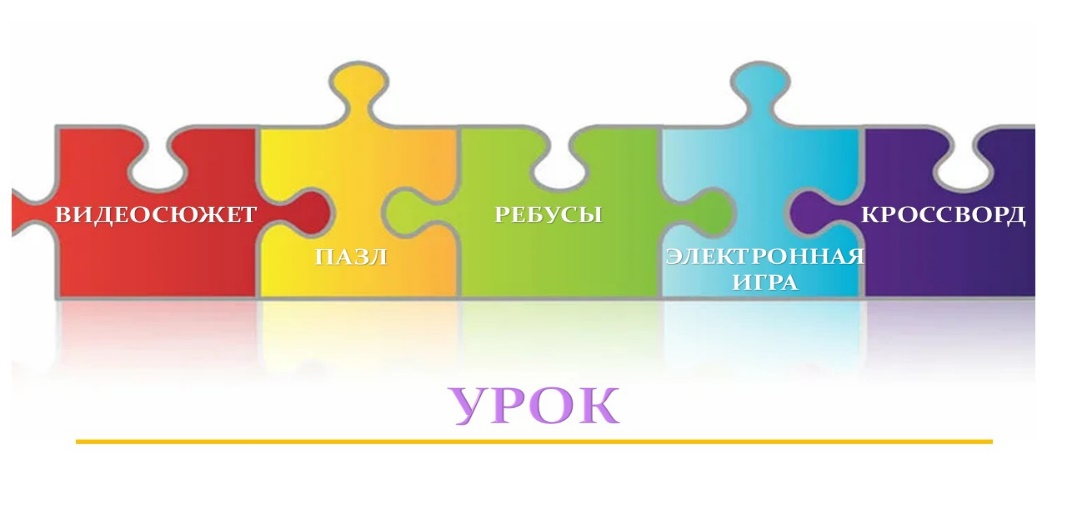 ВИДЕОСЮЖЕТ
ПАЗЛ
РЕБУСЫ
ЭЛЕКТРОННАЯ
ИГРА
КРОССВОРД
УРОК